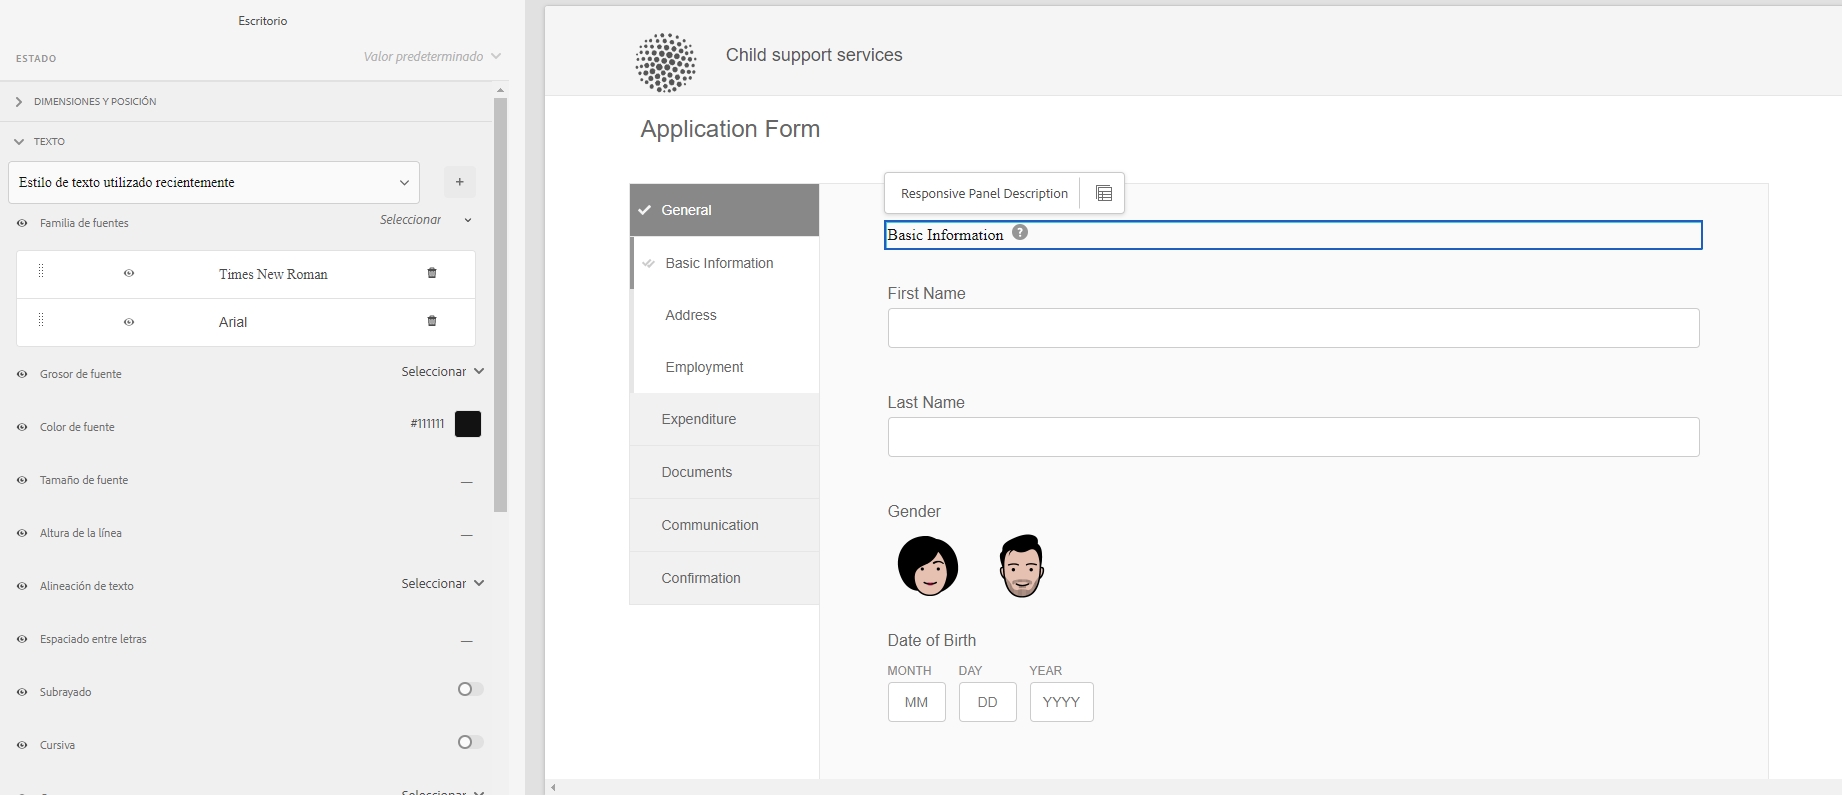 Escritorio
ESTADO
Valor predeterminado
DIMENSIONES Y POSICIÓN
TEXTO
Estilo de texto utilizado recientemente
+
Familia de fuentes
Seleccionar
Times New Roman
Arial
Grosor de fuente
Seleccionar
Color de fuente
#111111
Tamaño de fuente
—
Altura de la línea
—
Alineación de texto
Seleccionar
Espaciado entre letras
—
Subrayado
Cursiva
Seleccionar
Child support services
Application Form
General
Basic Information
Address
Employment
Expenditure
Documents
Communication
Confirmation
Responsive Panel Description
Basic Information ?
First Name
Last Name
Gender
Date of Birth
MONTH DAY YEAR
MM DD YYYY